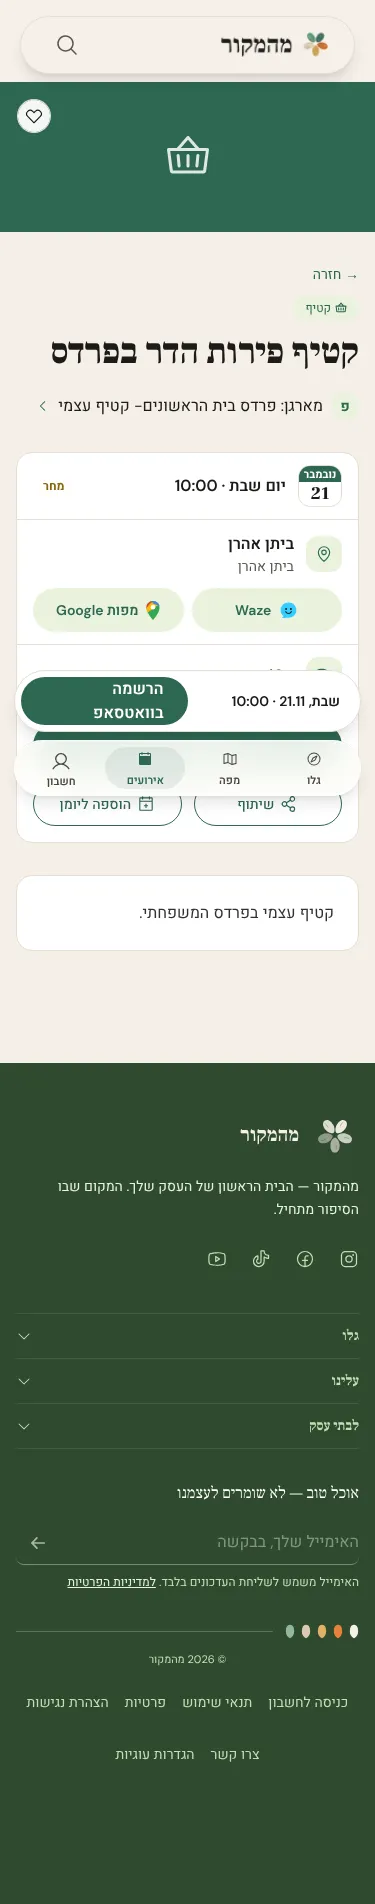 מהמקור
→ חזרה
קטיף
קטיף פירות הדר בפרדס
פ
מארגן: פרדס בית הראשונים- קטיף עצמי
נובמבר
21
יום שבת · 10:00
מחר
ביתן אהרן
ביתן אהרן
Waze
מפות Google
שבת, 21.11 · 10:00
הרשמה בוואטסאפ
גלו
מפה
אירועים
חשבון
שיתוף
הוספה ליומן
קטיף עצמי בפרדס המשפחתי.
מהמקור
מהמקור — הבית הראשון של העסק שלך. המקום שבו
הסיפור מתחיל.
גלו
עלינו
לבתי עסק
אוכל טוב — לא שומרים לעצמנו
האימייל שלך, בבקשה
האימייל משמש לשליחת העדכונים בלבד. למדיניות הפרטיות
© 2026 מהמקור
כניסה לחשבון
תנאי שימוש
פרטיות
הצהרת נגישות
צרו קשר
הגדרות עוגיות